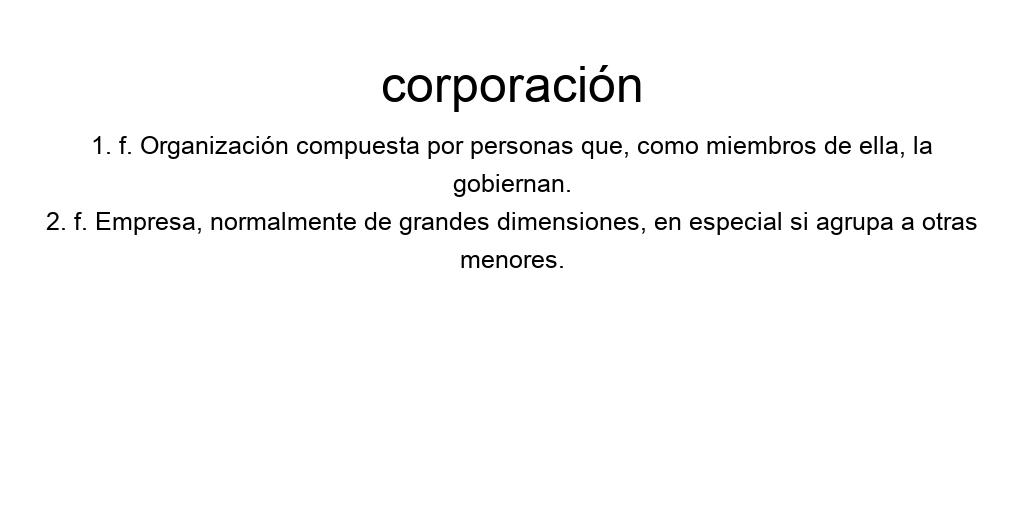 corporación
1. f. Organización compuesta por personas que, como miembros de ella, la
gobiernan.
2. f. Empresa, normalmente de grandes dimensiones, en especial si agrupa a otras
menores.